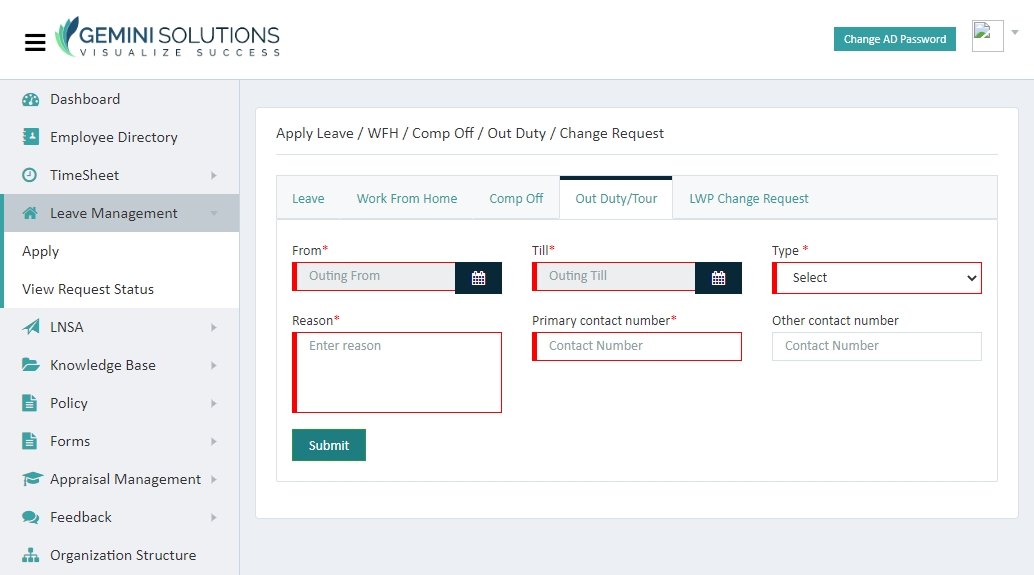 GEMINI SOLUTIONS
VISUALIZE SUCCESS
Change AD Password
Dashboard
Employee Directory
TimeSheet
Leave Management
Apply
View Request Status
LNSA
Knowledge Base
Policy
Forms
Appraisal Management
Feedback
Organization Structure
Apply Leave / WFH / Comp Off / Out Duty / Change Request
Leave Work From Home Comp Off Out Duty/Tour LWP Change Request
From* Till* Type *
Outing From Outing Till Select
Reason* Primary contact number* Other contact number
Enter reason Contact Number Contact Number
Submit